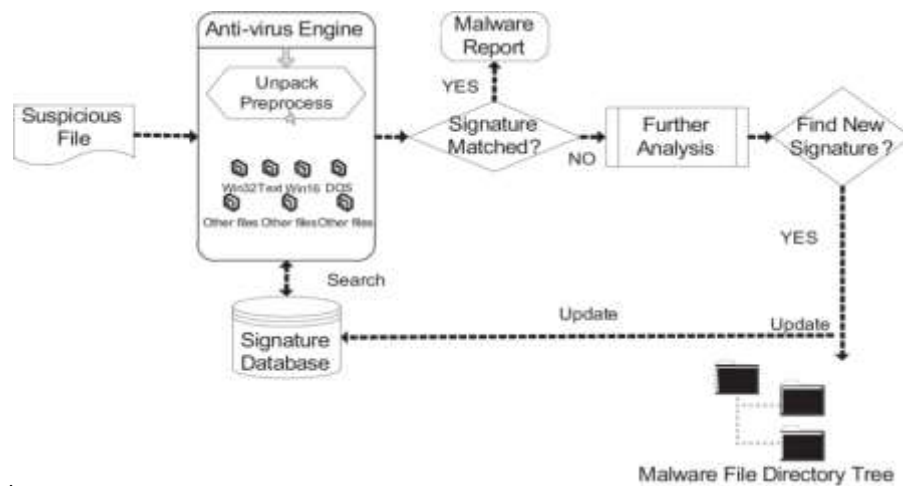 Anti-virus Engine
Unpack
Preprocess
Suspicious
File
Win32 Text Win16 DOS
Other files Other files Other files
Search
Signature
Database
Malware
Report
YES
Signature
Matched?
NO
Further
Analysis
Find New
Signature ?
YES
Update
Update
Malware File Directory Tree